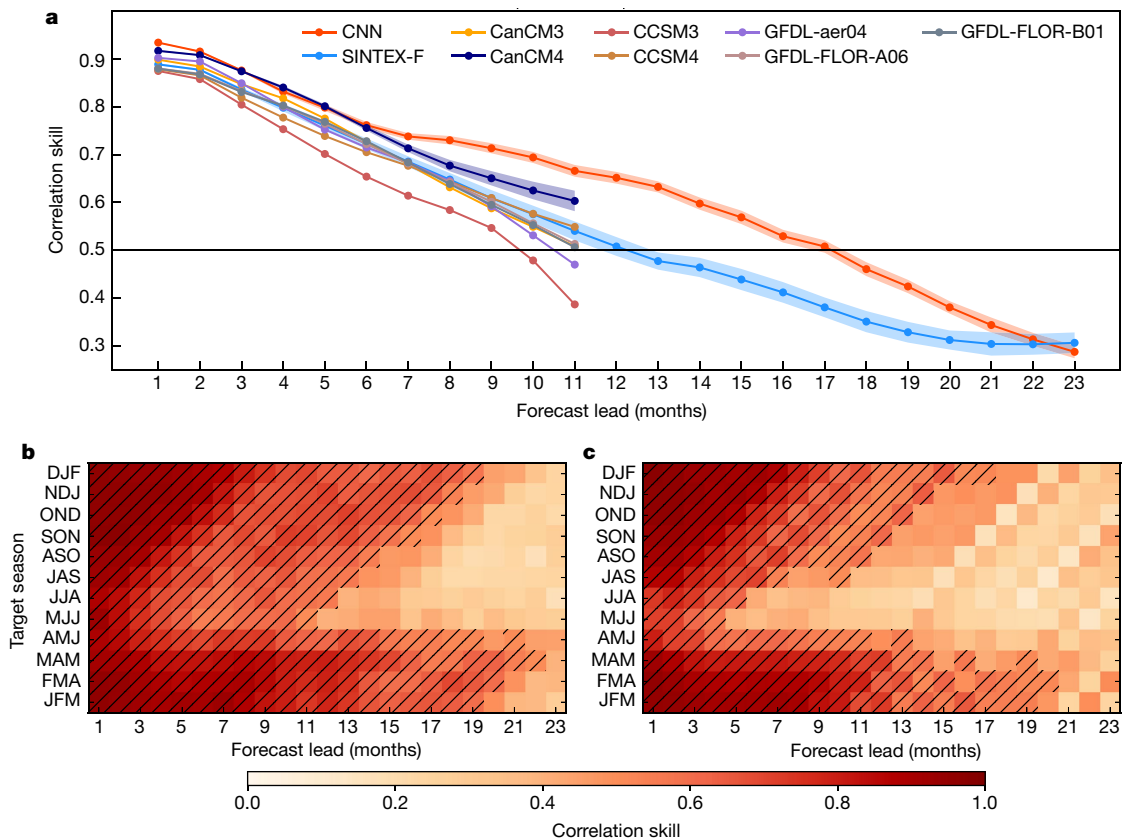 a
CNN CanCM3 CCSM3 GFDL-aer04 GFDL-FLOR-B01
SINTEX-F CanCM4 CCSM4 GFDL-FLOR-A06
0.9
0.8
0.7
0.6
0.5
0.4
0.3
Correlation skill
1 2 3 4 5 6 7 8 9 10 11 12 13 14 15 16 17 18 19 20 21 22 23
Forecast lead (months)
b
DJF
NDJ
OND
SON
ASO
JAS
JJA
MJJ
AMJ
MAM
FMA
JFM
Target season
1 3 5 7 9 11 13 15 17 19 21 23
Forecast lead (months)
c
DJF
NDJ
OND
SON
ASO
JAS
JJA
MJJ
AMJ
MAM
FMA
JFM
1 3 5 7 9 11 13 15 17 19 21 23
Forecast lead (months)
0.0 0.2 0.4 0.6 0.8 1.0
Correlation skill